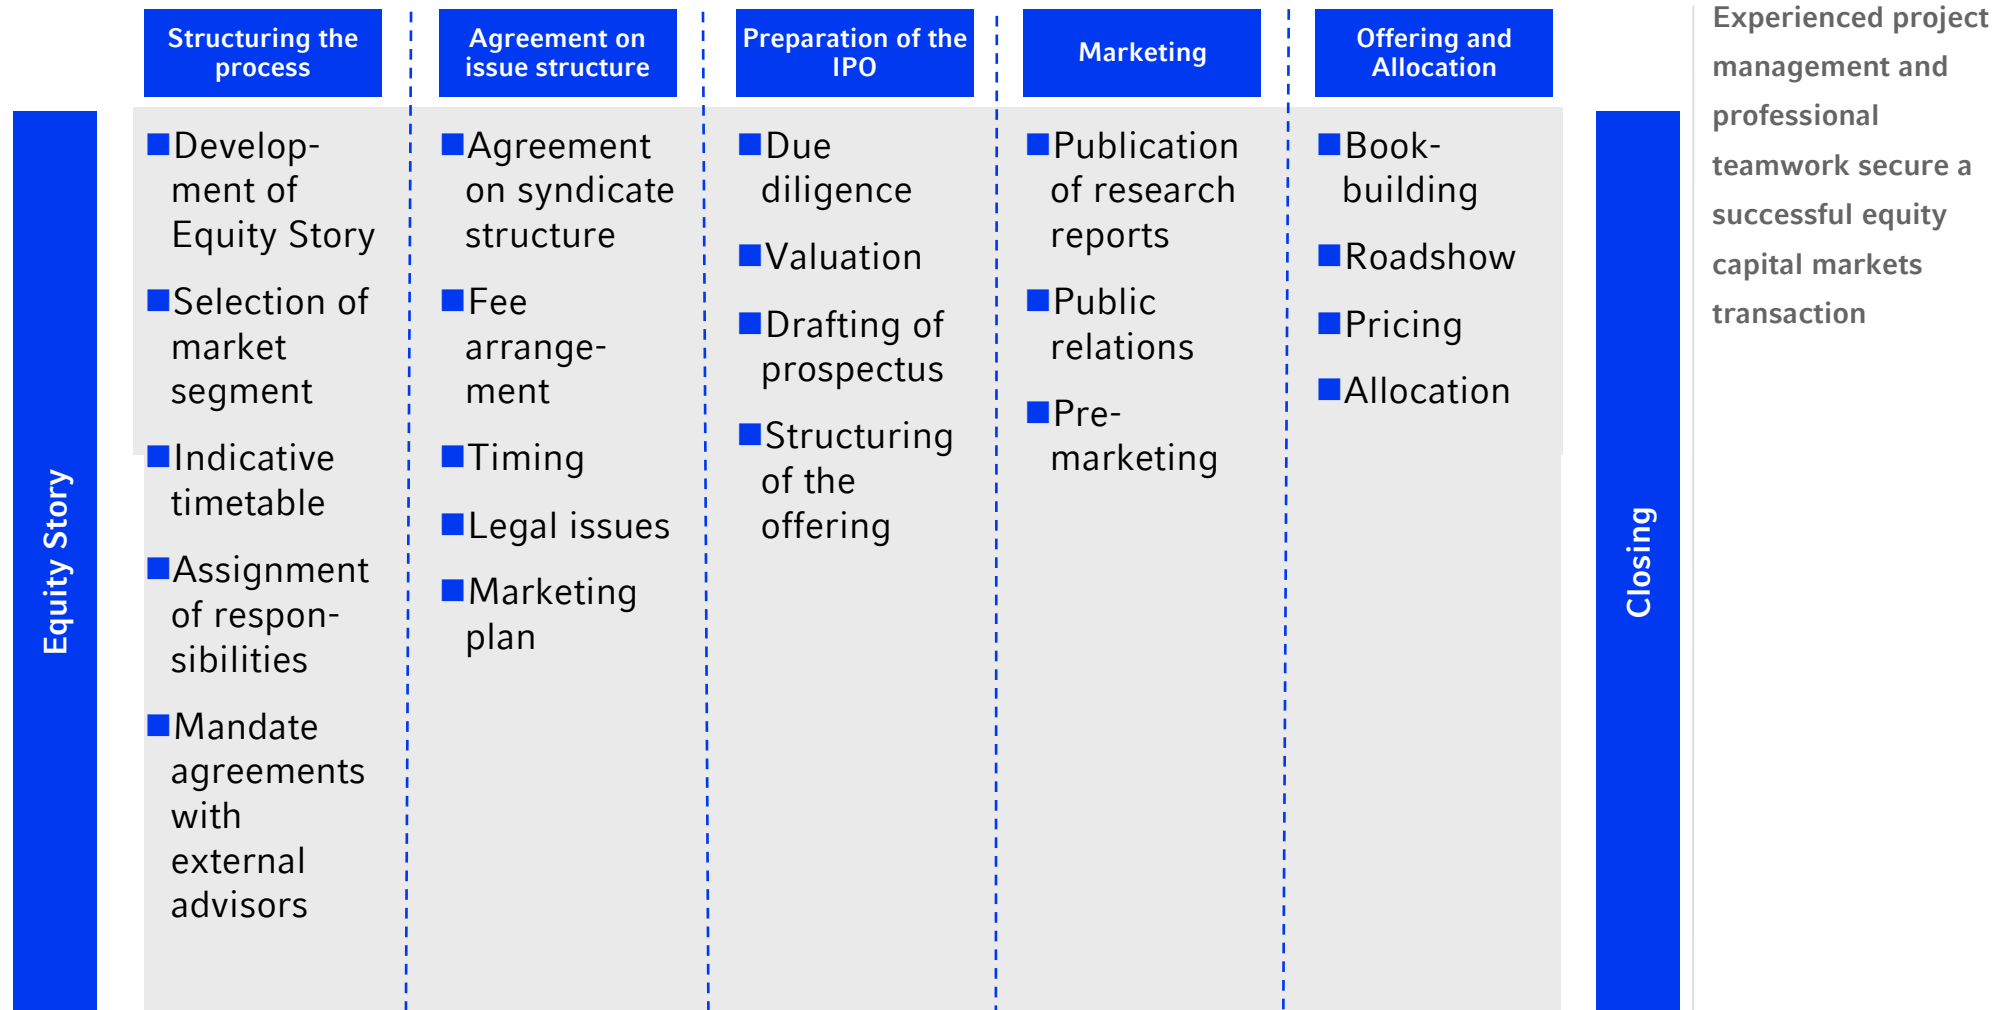 Structuring the
process
Agreement on
issue structure
Preparation of the
IPO
Marketing
Offering and
Allocation
Equity Story
■Develop-
ment of
Equity Story
■Selection of
market
segment
■Indicative
timetable
■Assignment
of respon-
sibilities
■Mandate
agreements
with
external
advisors
■Agreement
on syndicate
structure
■Fee
arrange-
ment
■Timing
■Legal issues
■Marketing
plan
■Due
diligence
■Valuation
■Drafting of
prospectus
■Structuring
of the
offering
■Publication
of research
reports
■Public
relations
■Pre-
marketing
■Book-
building
■Roadshow
■Pricing
■Allocation
Closing
Experienced project
management and
professional
teamwork secure a
successful equity
capital markets
transaction